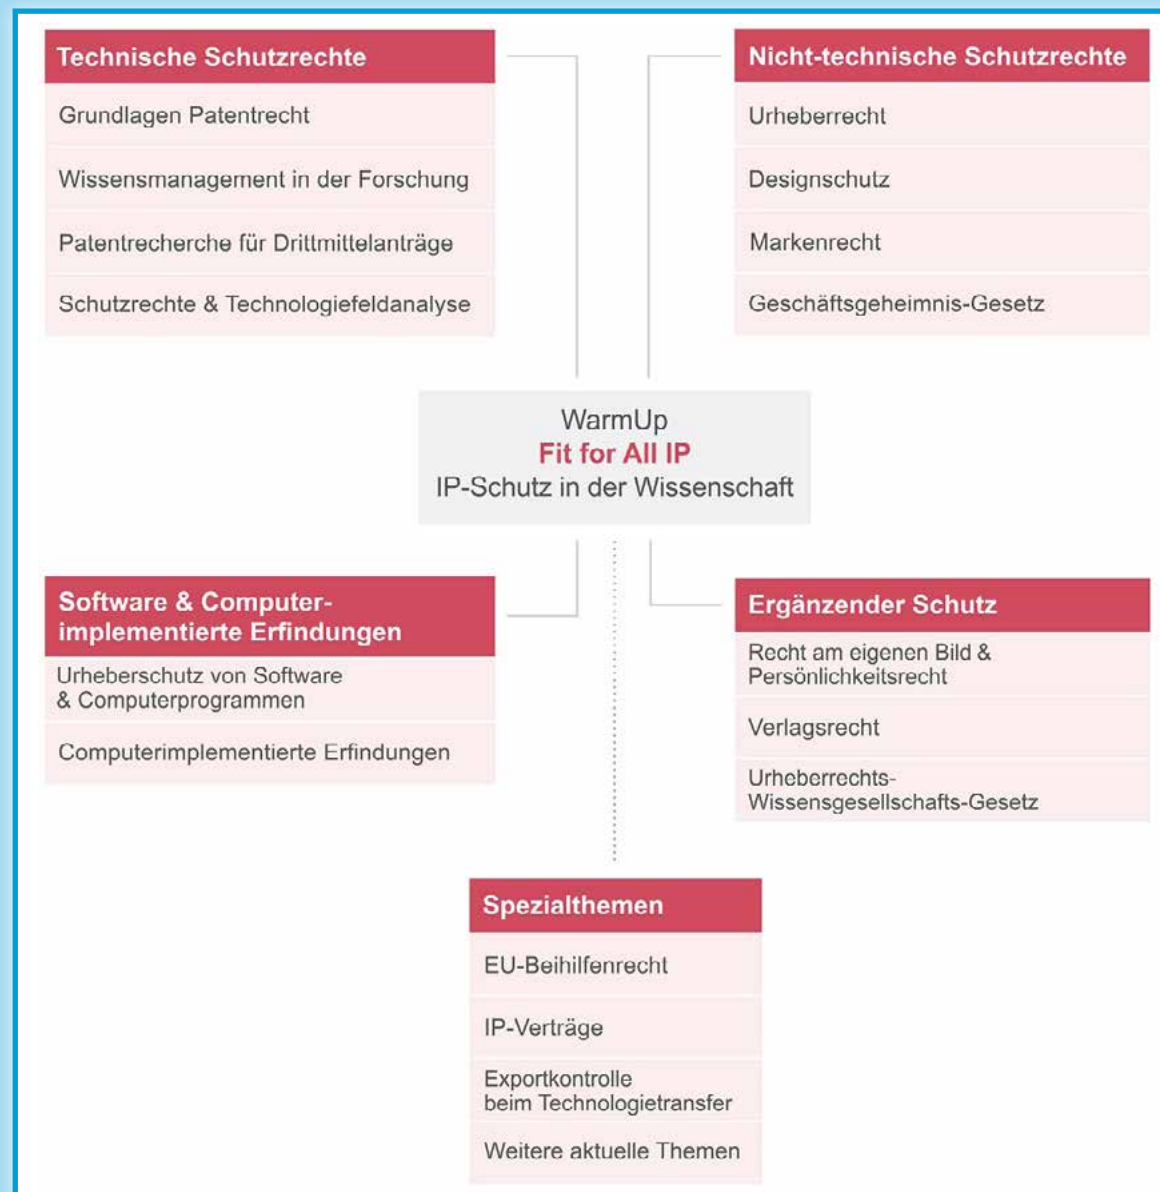 Technische Schutzrechte
Grundlagen Patentrecht
Wissensmanagement in der Forschung
Patentrecherche für Drittmittelanträge
Schutzrechte & Technologiefeldanalyse
Nicht-technische Schutzrechte
Urheberrecht
Designschutz
Markenrecht
Geschäftsgeheimnis-Gesetz
WarmUp
Fit for All IP
IP-Schutz in der Wissenschaft
Software & Computer-
implementierte Erfindungen
Urheberschutz von Software
& Computerprogrammen
Computerimplementierte Erfindungen
Ergänzender Schutz
Recht am eigenen Bild &
Persönlichkeitsrecht
Verlagsrecht
Urheberrechts-
Wissensgesellschafts-Gesetz
Spezialthemen
EU-Beihilfenrecht
IP-Verträge
Exportkontrolle
beim Technologietransfer
Weitere aktuelle Themen